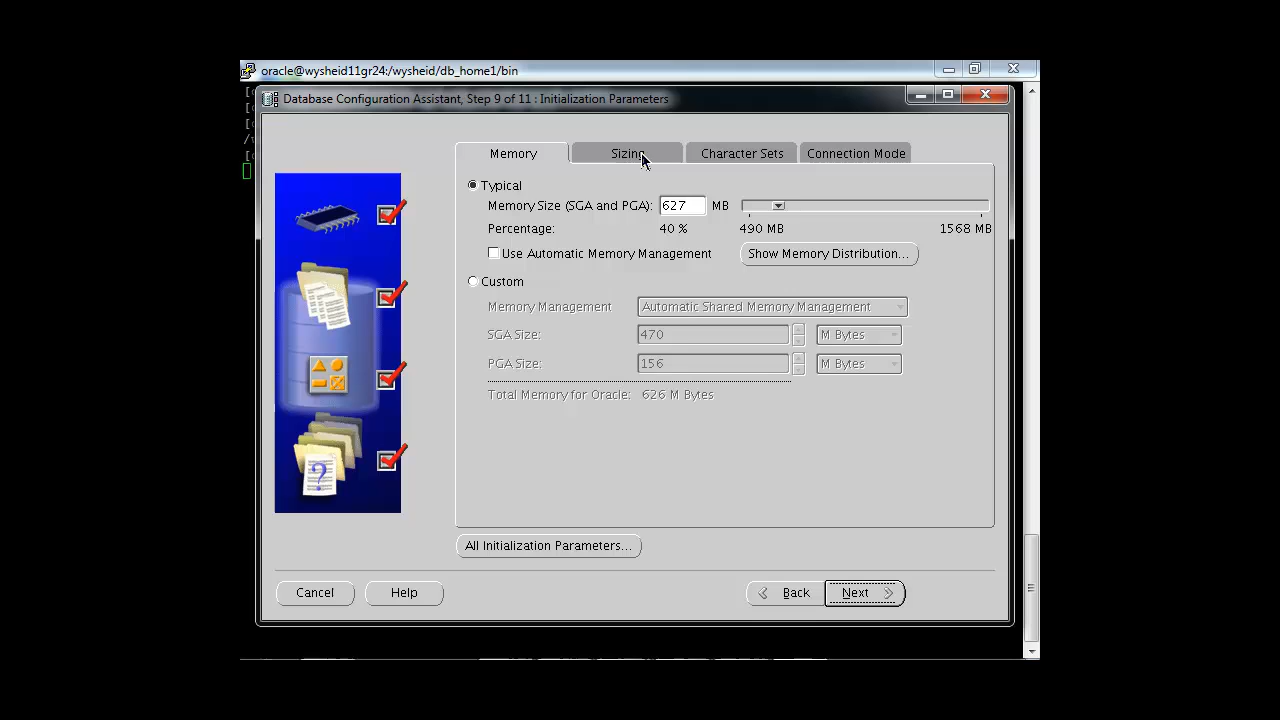 oracle@wysheid11gr24:/wysheid/db_home1/bin
Database Configuration Assistant, Step 9 of 11 : Initialization Parameters
Memory Sizing Character Sets Connection Mode
Typical
Memory Size (SGA and PGA): 627 MB
Percentage: 40 % 490 MB 1568 MB
Use Automatic Memory Management Show Memory Distribution...
Custom
Memory Management Automatic Shared Memory Management
SGA Size: 470 M Bytes
PGA Size: 156 M Bytes
Total Memory for Oracle: 626 M Bytes
?
All Initialization Parameters...
Cancel Help Back Next